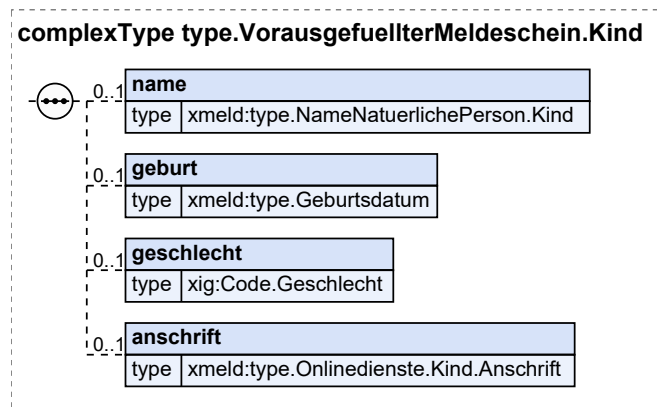 complexType type.VorausgefuellterMeldeschein.Kind
0..1 name
type xmeld:type.NameNatuerlichePerson.Kind
0..1 geburt
type xmeld:type.Geburtsdatum
0..1 geschlecht
type xig:Code.Geschlecht
0..1 anschrift
type xmeld:type.Onlinedienste.Kind.Anschrift